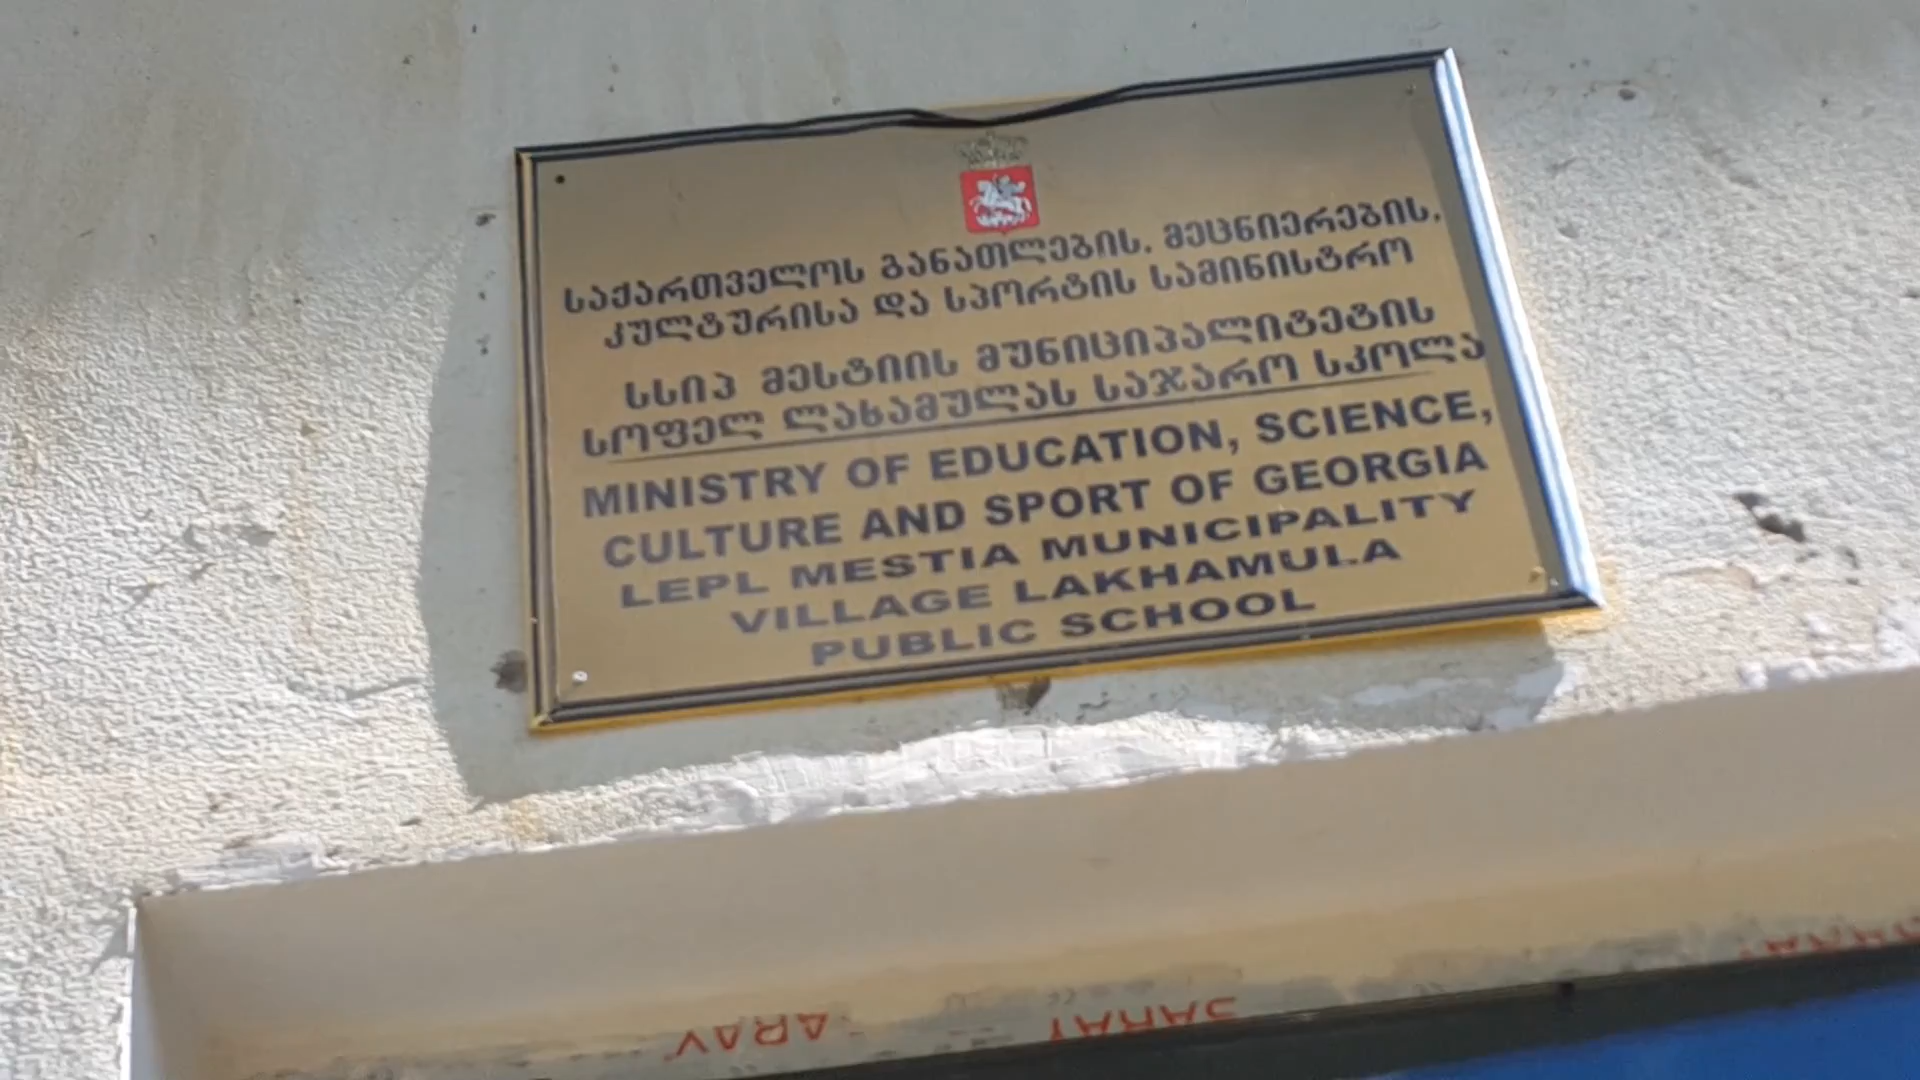 საქართველოს განათლების, მეცნიერების,
კულტურისა და სპორტის სამინისტრო
სსიპ მესტიის მუნიციპალიტეტის
სოფელ ლახამულას საჯარო სკოლა
MINISTRY OF EDUCATION, SCIENCE,
CULTURE AND SPORT OF GEORGIA
LEPL MESTIA MUNICIPALITY
VILLAGE LAKHAMULA
PUBLIC SCHOOL